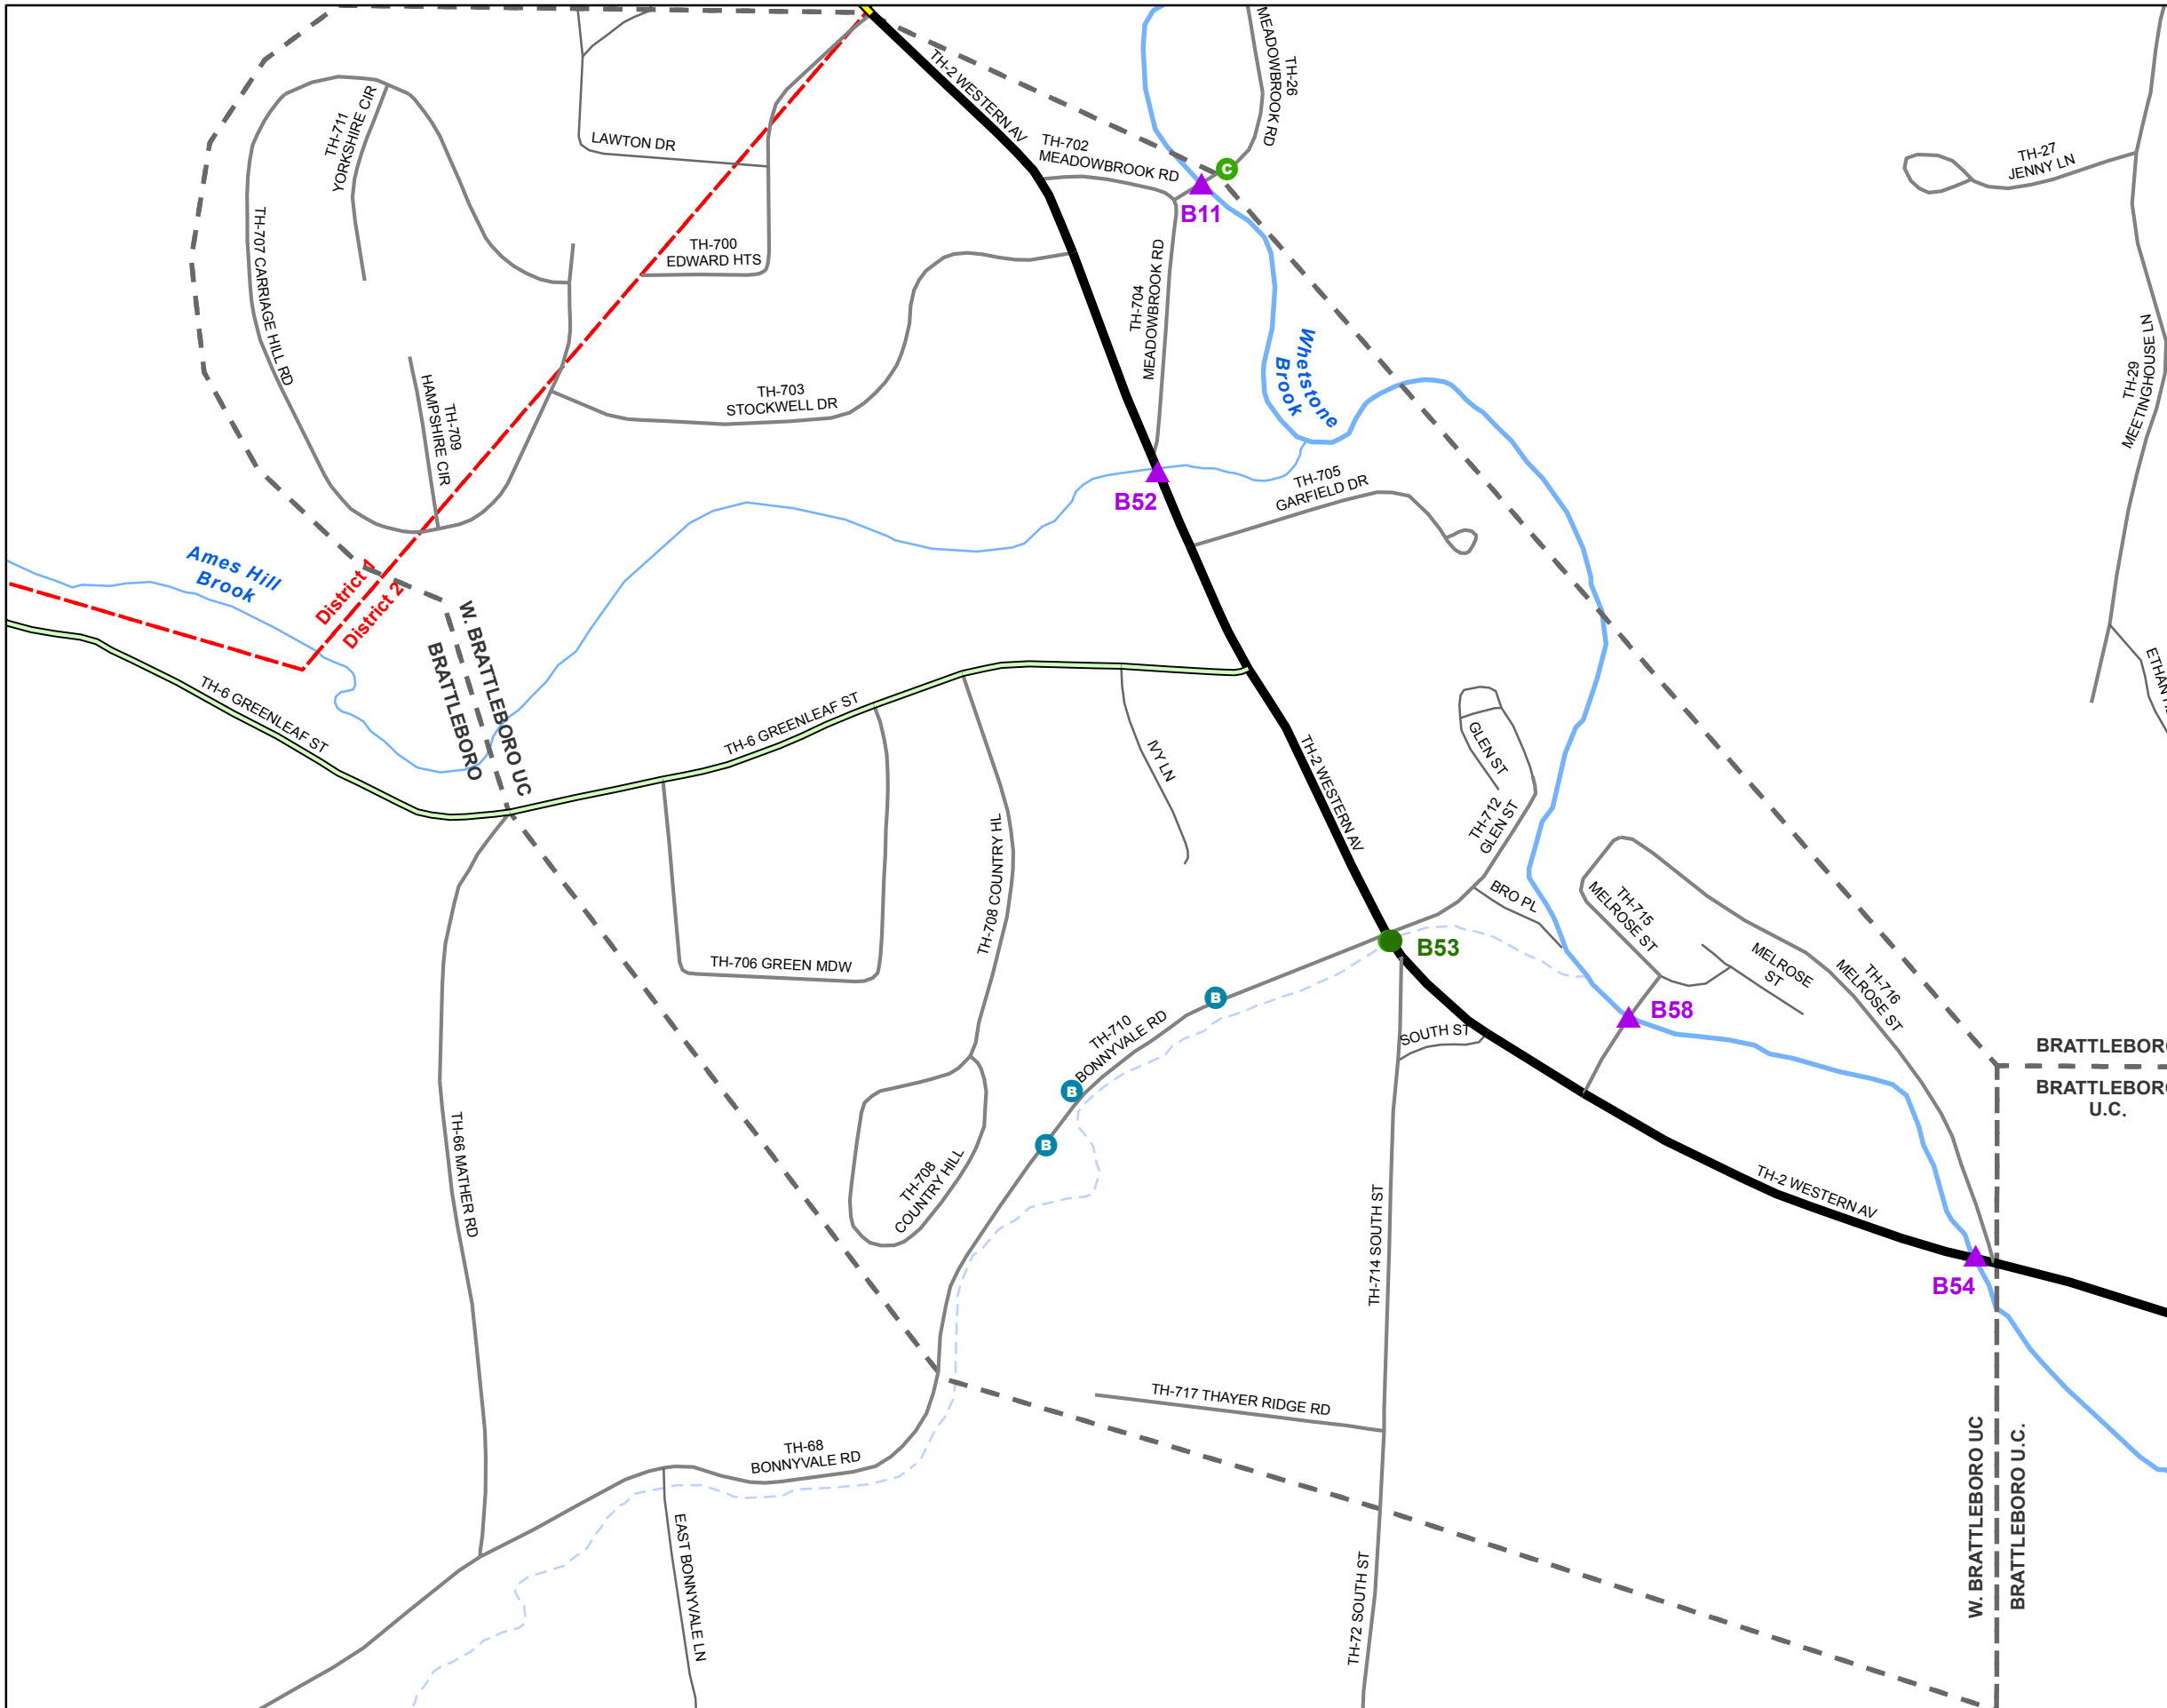 TH-2 WESTERN AV
TH-26
MEADOWBROOK RD
TH-711
YORKSHIRE CIR
LAWTON DR
TH-702
MEADOWBROOK RD
C
B11
TH-27
JENNY LN
TH-707 CARRIAGE HILL RD
TH-700
EDWARD HTS
TH-704
MEADOWBROOK RD
Whetstone
Brook
TH-29
MEETINGHOUSE LN
TH-709
HAMPSHIRE CIR
TH-703
STOCKWELL DR
B52
TH-705
GARFIELD DR
Ames Hill
Brook
District 1
District 2
W. BRATTLEBORO UC
BRATTLEBORO
TH-6 GREENLEAF ST
TH-6 GREENLEAF ST
IVY LN
TH-2 WESTERN AV
GLEN ST
TH-712
GLEN ST
TH-708 COUNTRY HL
BRO PL
TH-715
MELROSE ST
MELROSE
ST
TH-716
MELROSE ST
TH-706 GREEN MDW
B53
B
B58
TH-710
BONNYVALE RD
SOUTH ST
B
BRATTLEBORO
BRATTLEBORO
U.C.
B
TH-66 MATHER RD
TH-708
COUNTRY HILL
TH-714 SOUTH ST
TH-2 WESTERN AV
B54
TH-717 THAYER RIDGE RD
TH-68
BONNYVALE RD
EAST BONNYVALE LN
TH-72 SOUTH ST
W. BRATTLEBORO UC
BRATTLEBORO U.C.